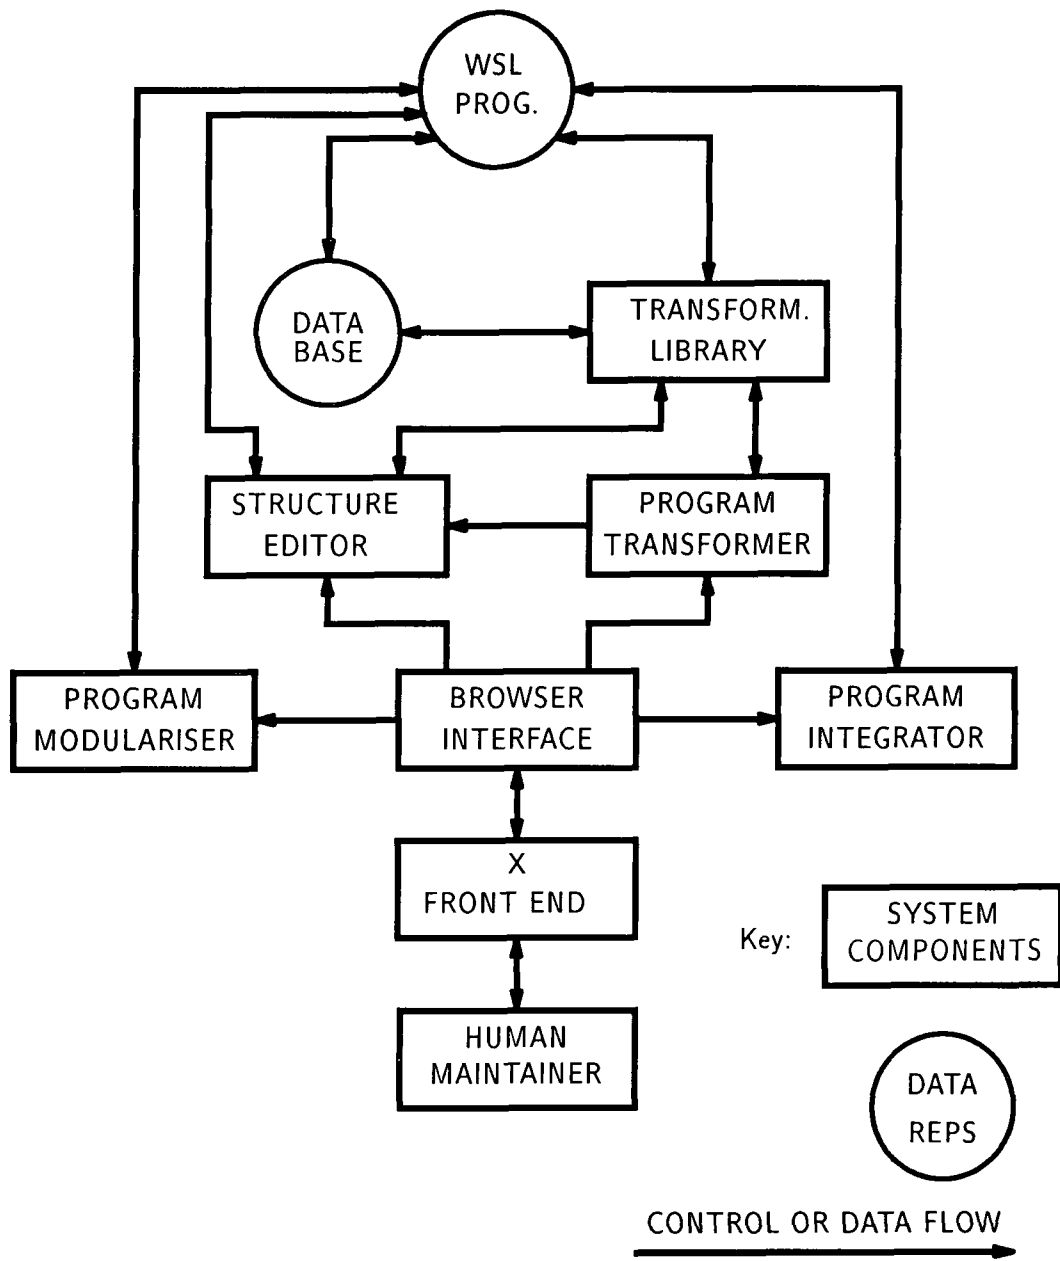 WSL
PROG.
DATA
BASE
TRANSFORM.
LIBRARY
STRUCTURE
EDITOR
PROGRAM
TRANSFORMER
PROGRAM
MODULARISER
BROWSER
INTERFACE
PROGRAM
INTEGRATOR
X
FRONT END
Key:
SYSTEM
COMPONENTS
HUMAN
MAINTAINER
DATA
REPS
CONTROL OR DATA FLOW